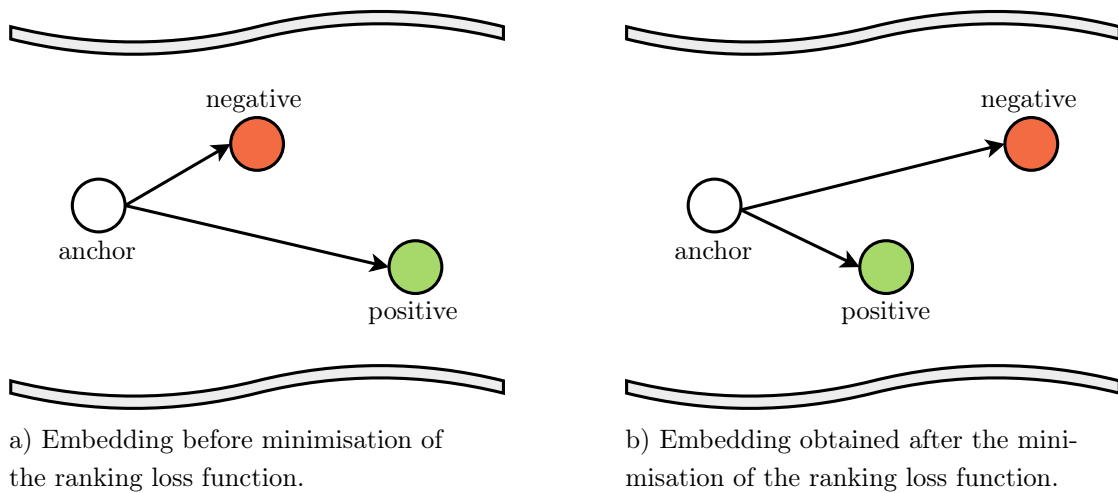 negative
anchor
positive
a) Embedding before minimisation of
the ranking loss function.
negative
anchor
positive
b) Embedding obtained after the mini-
misation of the ranking loss function.